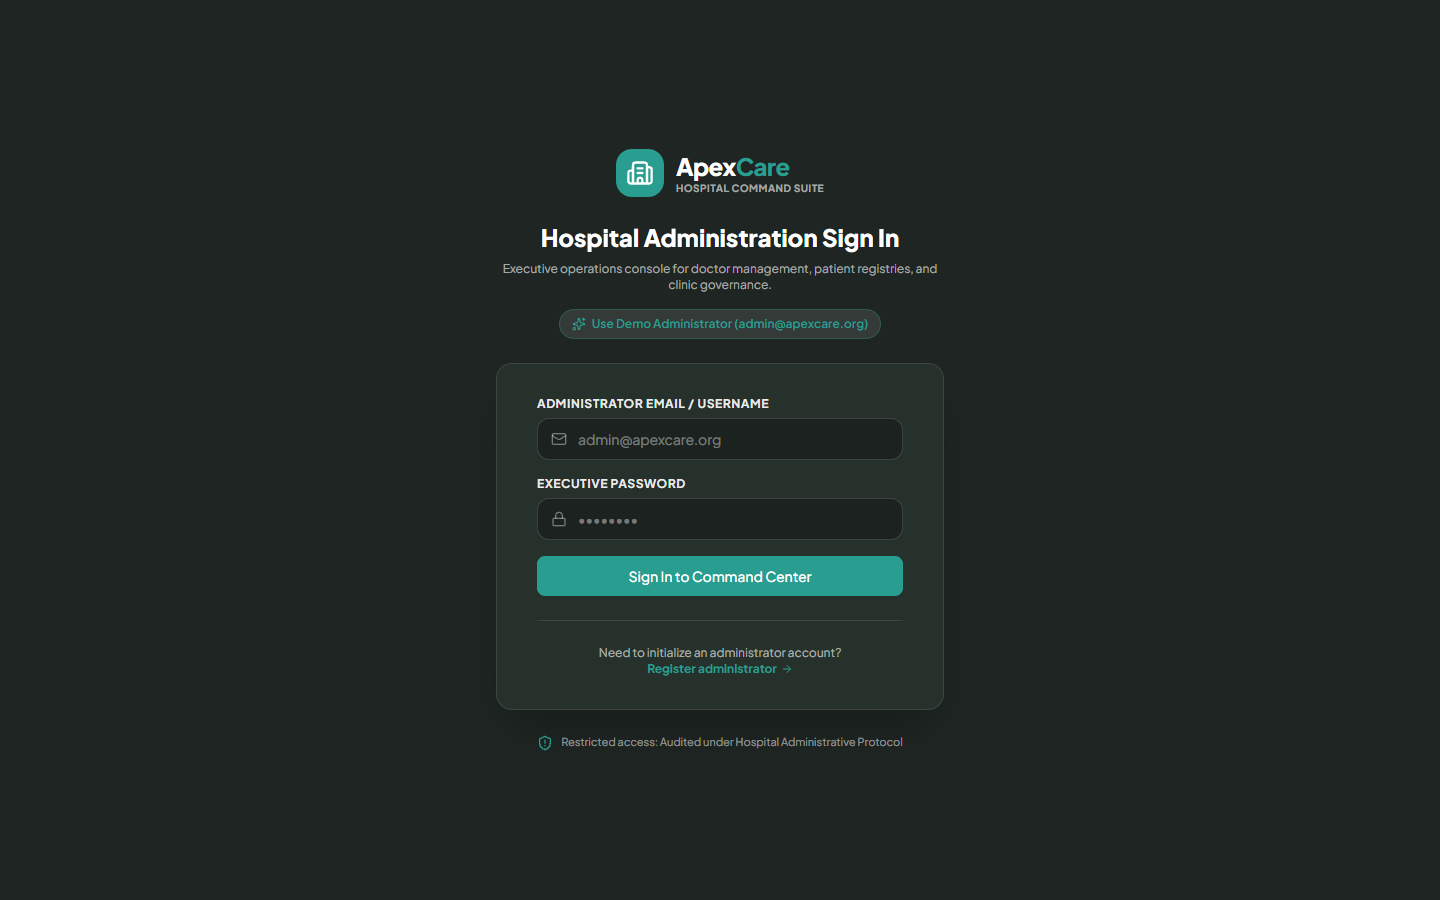 ApexCare
HOSPITAL COMMAND SUITE
Hospital Administration Sign In
Executive operations console for doctor management, patient registries, and
clinic governance.
Use Demo Administrator (admin@apexcare.org)
ADMINISTRATOR EMAIL / USERNAME
admin@apexcare.org
EXECUTIVE PASSWORD
••••••••
Sign In to Command Center
Need to initialize an administrator account?
Register administrator →
Restricted access: Audited under Hospital Administrative Protocol